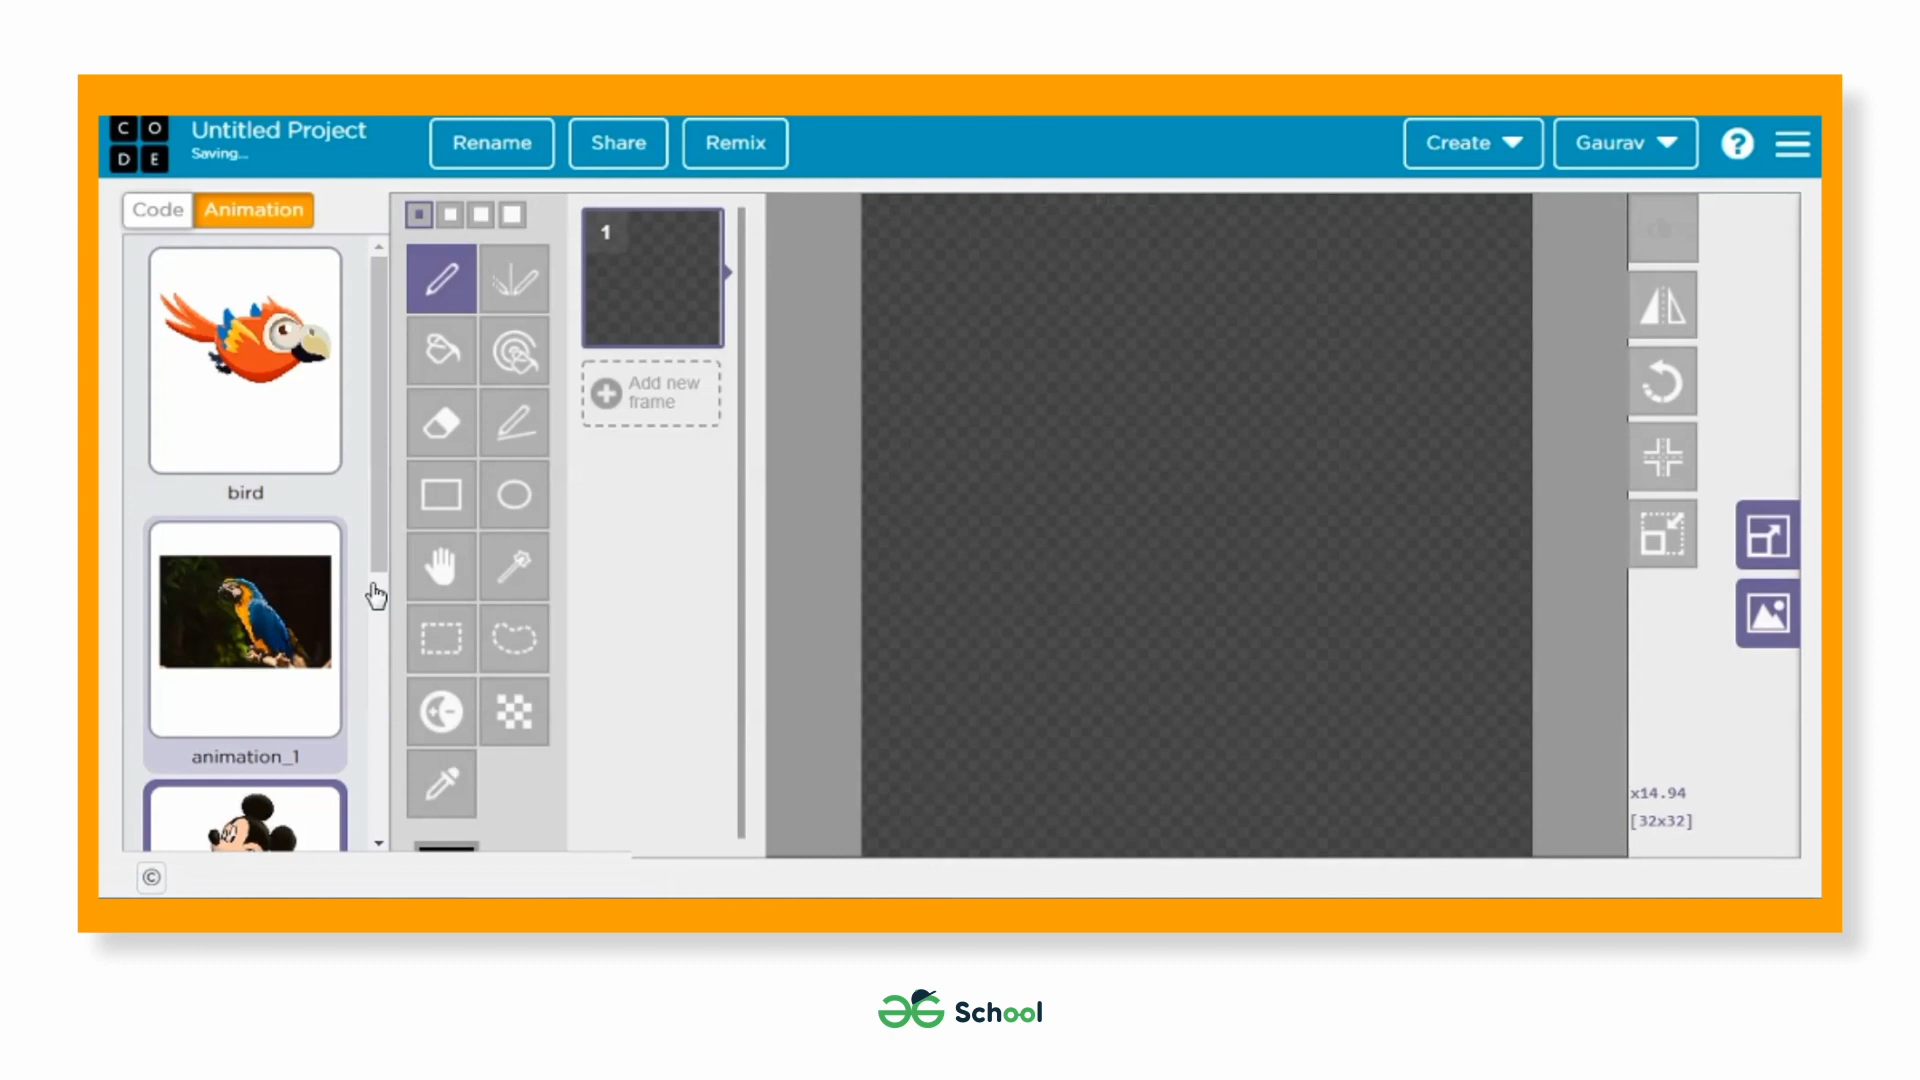 C O
D E
Untitled Project
Saving...
Rename
Share
Remix
Create
Gaurav
?
Code
Animation
1
Add new
frame
bird
animation_1
x14.94
[32x32]
©
School